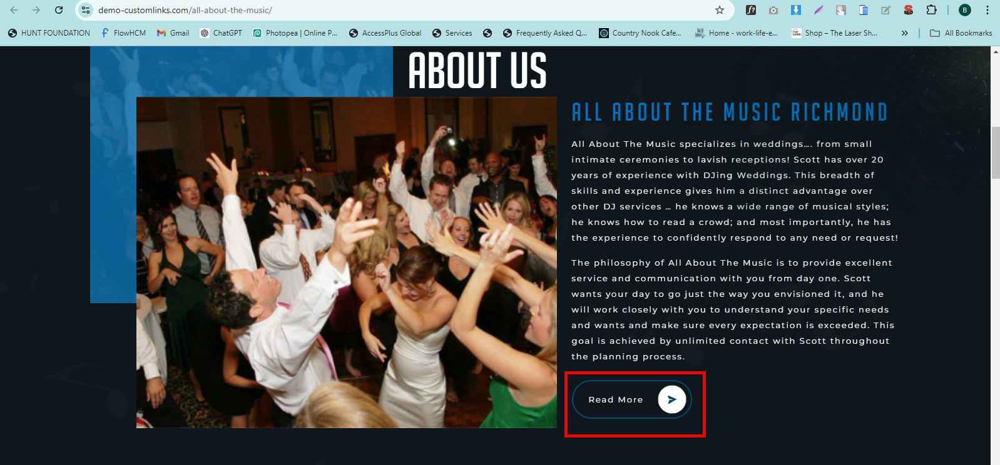 demo-customlinks.com/all-about-the-music/
f?
SEO
B
HUNT FOUNDATION
FlowHCM
Gmail
ChatGPT
Photopea | Online P...
AccessPlus Global
Services
Frequently Asked Q...
Country Nook Cafe...
Home - work-life-e...
Shop – The Laser Sh...
»
All Bookmarks
ABOUT US
ALL ABOUT THE MUSIC RICHMOND
All About The Music specializes in weddings…. from small
intimate ceremonies to lavish receptions! Scott has over 20
years of experience with DJing Weddings. This breadth of
skills and experience gives him a distinct advantage over
other DJ services … he knows a wide range of musical styles;
he knows how to read a crowd; and most importantly, he has
the experience to confidently respond to any need or request!
The philosophy of All About The Music is to provide excellent
service and communication with you from day one. Scott
wants your day to go just the way you envisioned it, and he
will work closely with you to understand your specific needs
and wants and make sure every expectation is exceeded. This
goal is achieved by unlimited contact with Scott throughout
the planning process.
Read More